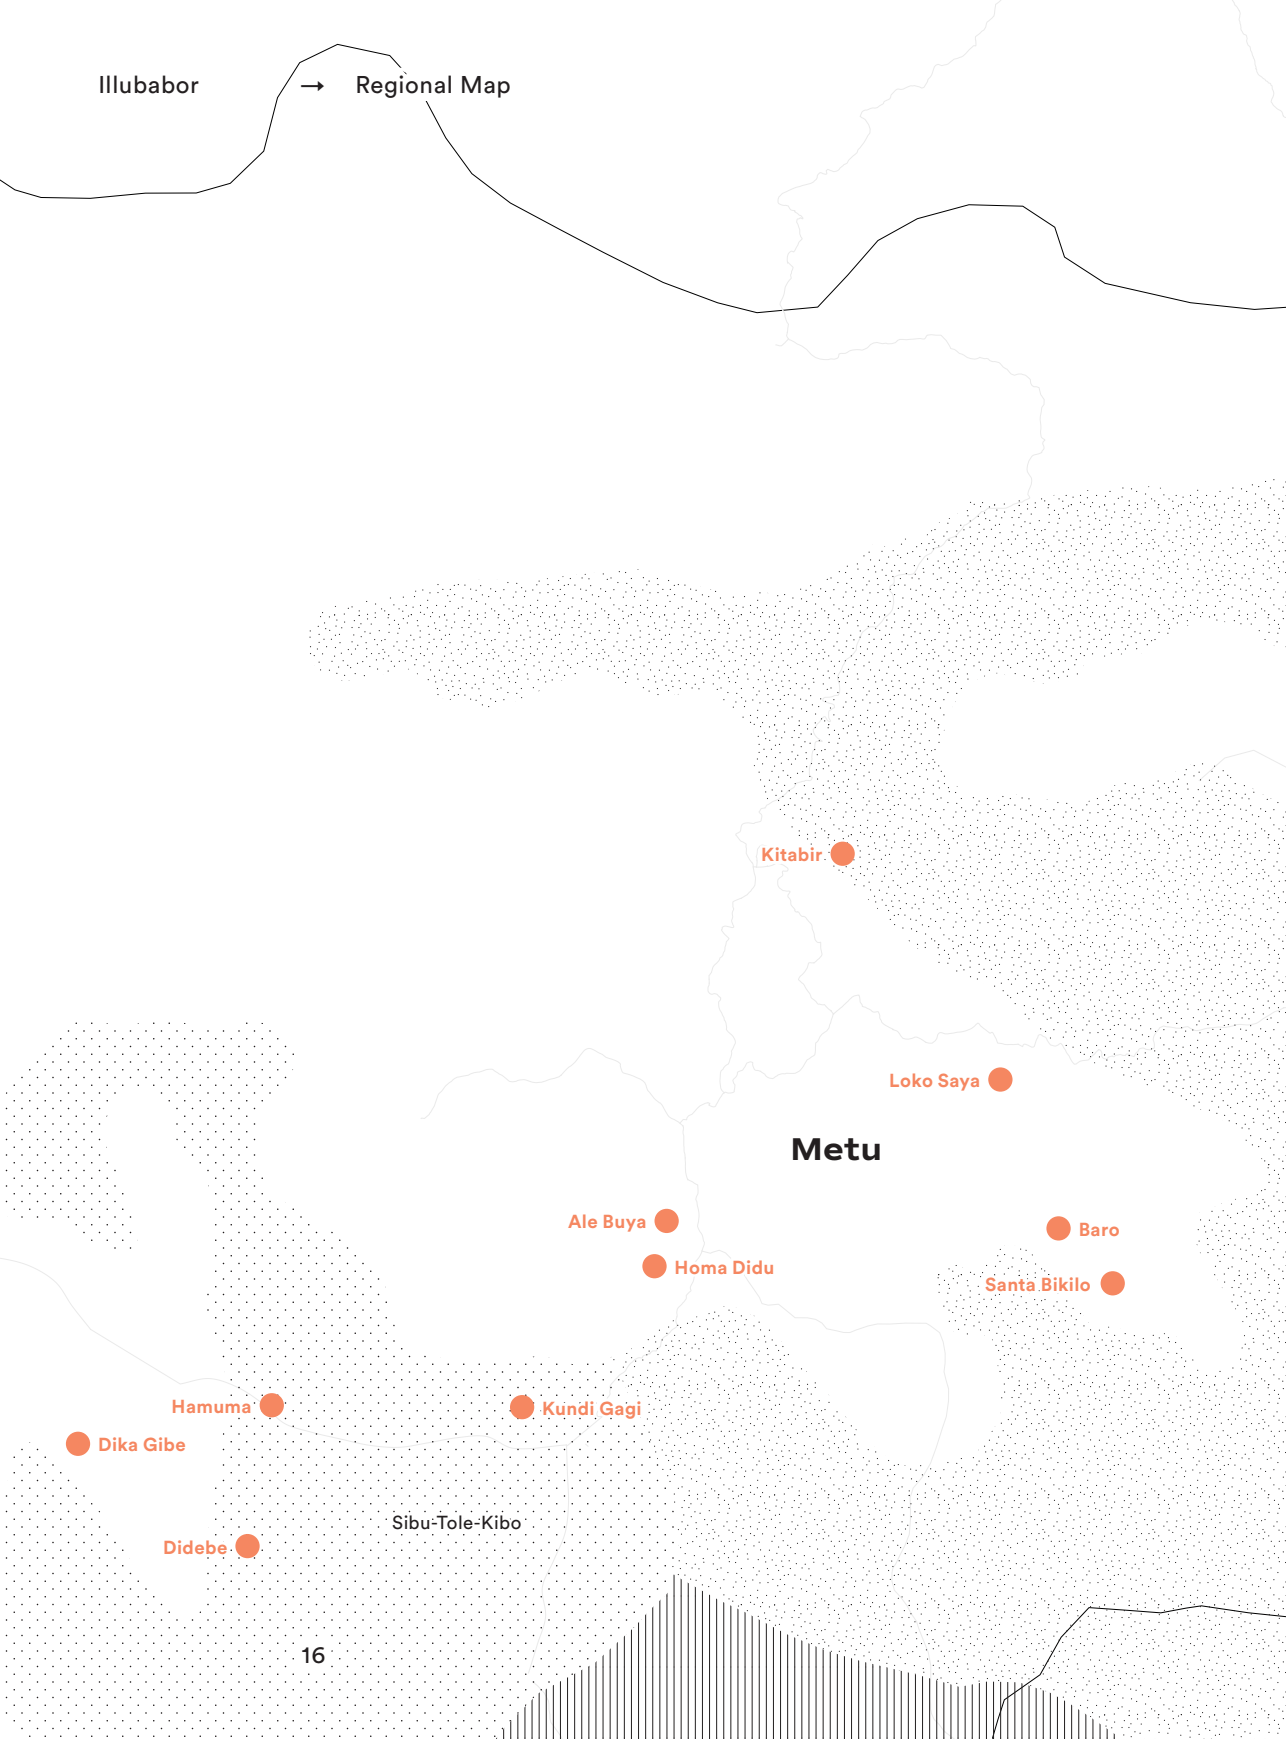 Illubabor → Regional Map
Kitabir
Loko Saya
Metu
Ale Buya
Baro
Homa Didu
Santa Bikilo
Hamuma
Kundi Gagi
Dika Gibe
Sibu-Tole-Kibo
Didebe
16